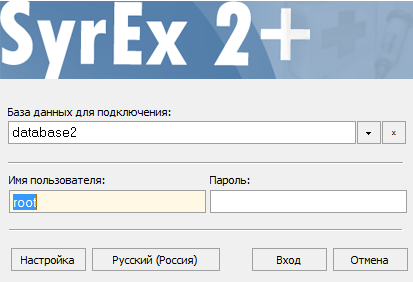 SyrEx 2+
База данных для подключения:
database2
x
Имя пользователя: Пароль:
root
Настройка Русский (Россия) Вход Отмена